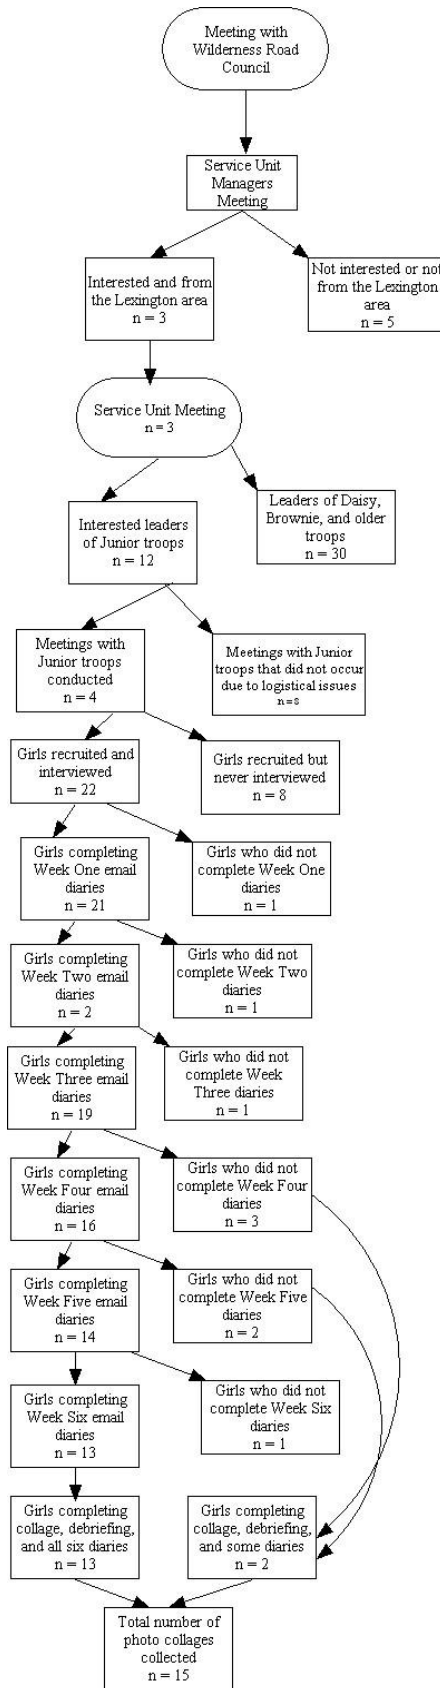 Meeting with
Wilderness Road
Council
Service Unit
Managers
Meeting
Interested and from
the Lexington area
n = 3
Not interested or not
from the Lexington
area
n = 5
Service Unit Meeting
n = 3
Interested leaders
of Junior troops
n = 12
Leaders of Daisy,
Brownie, and older
troops
n = 30
Meetings with
Junior troops
conducted
n = 4
Meetings with Junior
troops that did not occur
due to logistical issues
n = 8
Girls recruited and
interviewed
n = 22
Girls recruited but
never interviewed
n = 8
Girls completing
Week One email
diaries
n = 21
Girls who did not
complete Week One
diaries
n = 1
Girls completing
Week Two email
diaries
n = 2
Girls who did not
complete Week Two
diaries
n = 1
Girls completing
Week Three email
diaries
n = 19
Girls who did not
complete Week
Three diaries
n = 1
Girls completing
Week Four email
diaries
n = 16
Girls who did not
complete Week Four
diaries
n = 3
Girls completing
Week Five email
diaries
n = 14
Girls who did not
complete Week Five
diaries
n = 2
Girls completing
Week Six email
diaries
n = 13
Girls who did not
complete Week Six
diaries
n = 1
Girls completing
collage, debriefing,
and all six diaries
n = 13
Girls completing
collage, debriefing,
and some diaries
n = 2
Total number of
photo collages
collected
n = 15